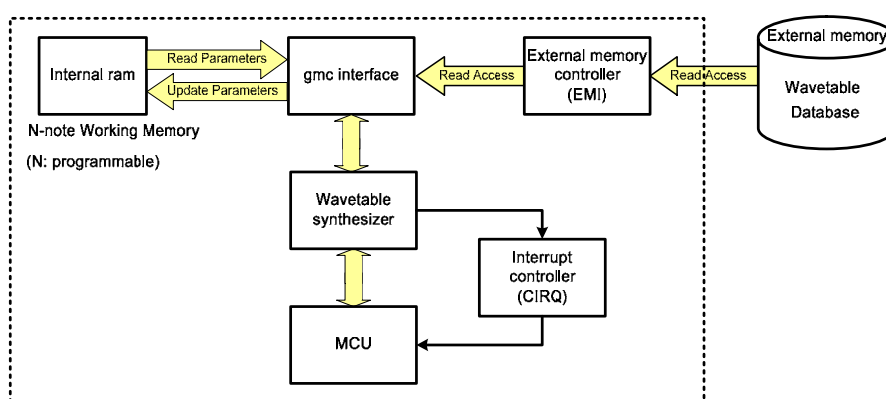 Internal ram
Read Parameters
Update Parameters
gmc interface
Read Access
External memory
controller
(EMI)
Read Access
External memory
Wavetable
Database
N-note Working Memory
(N: programmable)
Wavetable
synthesizer
Interrupt
controller
(CIRQ)
MCU